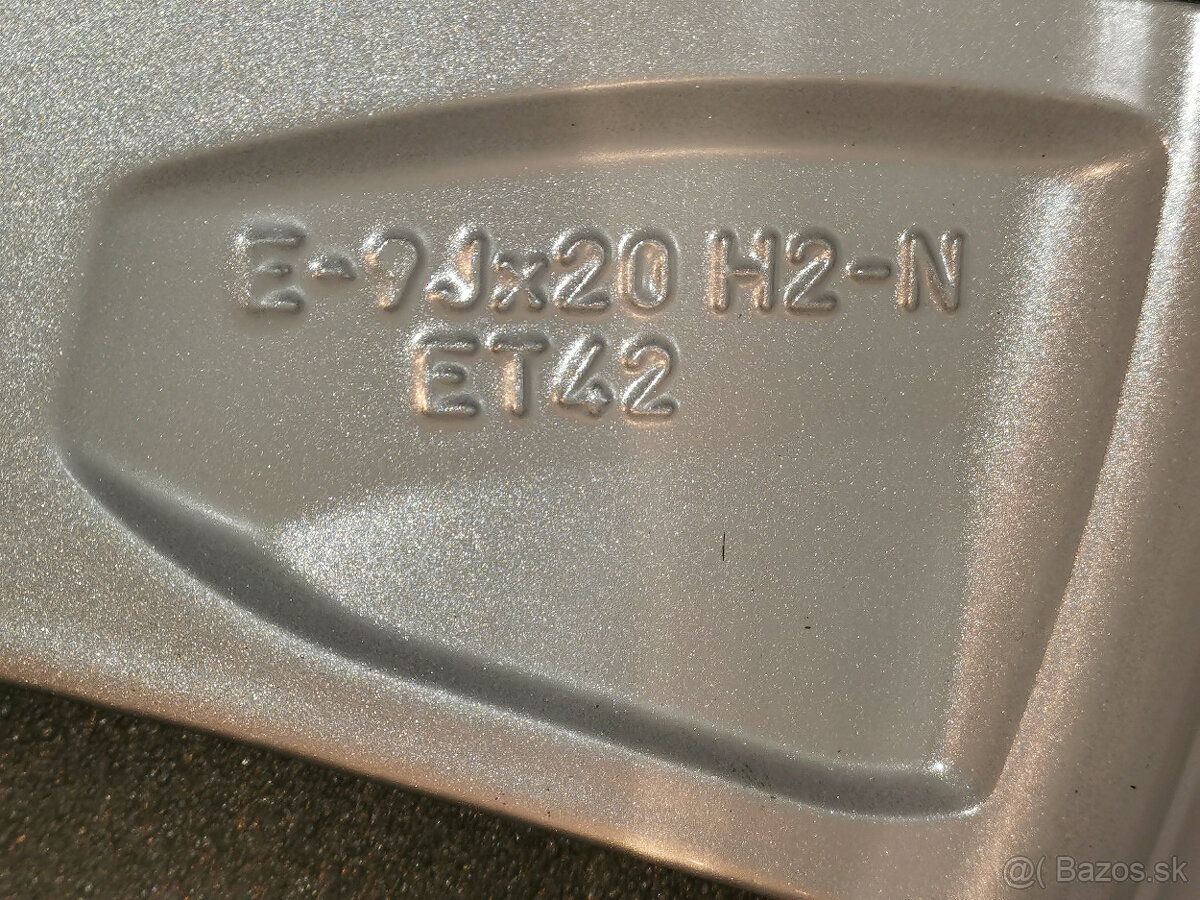 E-9Jx20 H2-N
ET42
@( Bazos.sk